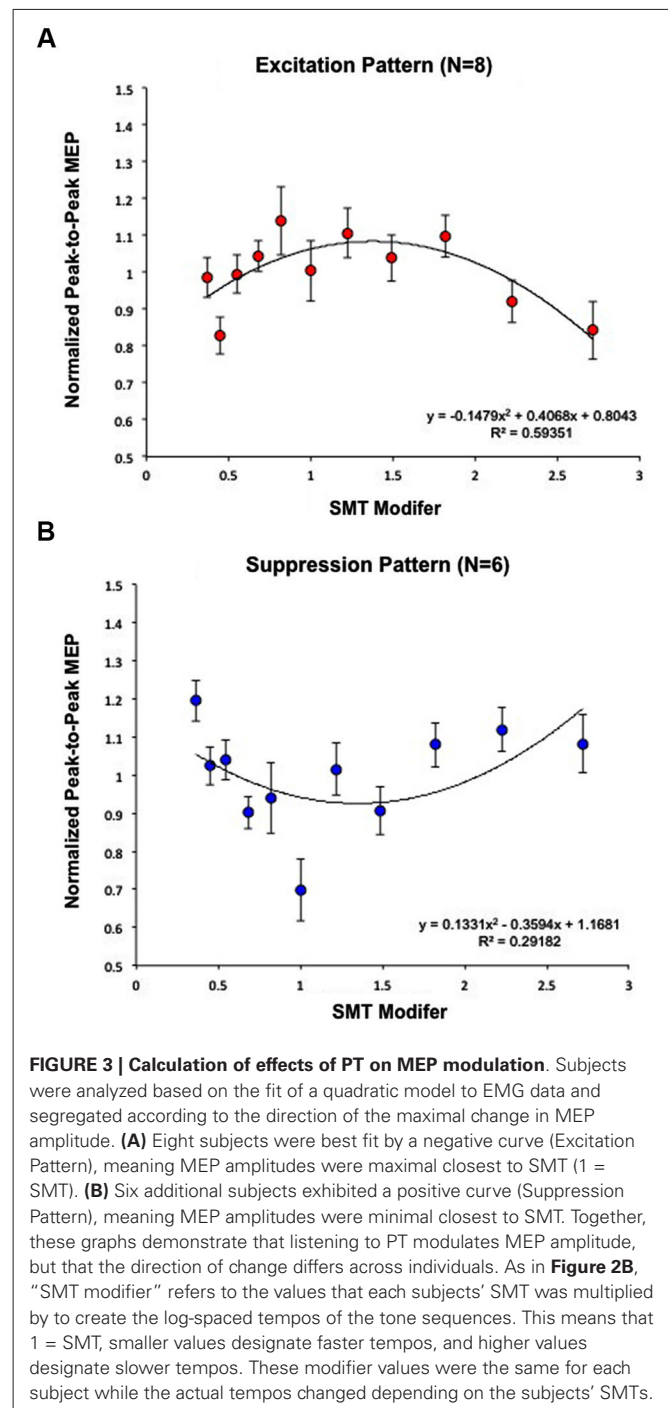 A
Excitation Pattern (N=8)
1.5
1.4
1.3
1.2
1.1
1
0.9
0.8
0.7
0.6
0.5
Normalized Peak-to-Peak MEP
y = -0.1479x² + 0.4068x + 0.8043
R² = 0.59351
0 0.5 1 1.5 2 2.5 3
SMT Modifer
B
Suppression Pattern (N=6)
1.5
1.4
1.3
1.2
1.1
1
0.9
0.8
0.7
0.6
0.5
Normalized Peak-to-Peak MEP
y = 0.1331x² - 0.3594x + 1.1681
R² = 0.29182
0 0.5 1 1.5 2 2.5 3
SMT Modifer
FIGURE 3 | Calculation of effects of PT on MEP modulation. Subjects
were analyzed based on the fit of a quadratic model to EMG data and
segregated according to the direction of the maximal change in MEP
amplitude. (A) Eight subjects were best fit by a negative curve (Excitation
Pattern), meaning MEP amplitudes were maximal closest to SMT (1 =
SMT). (B) Six additional subjects exhibited a positive curve (Suppression
Pattern), meaning MEP amplitudes were minimal closest to SMT. Together,
these graphs demonstrate that listening to PT modulates MEP amplitude,
but that the direction of change differs across individuals. As in Figure 2B,
“SMT modifier” refers to the values that each subjects’ SMT was multiplied
by to create the log-spaced tempos of the tone sequences. This means that
1 = SMT, smaller values designate faster tempos, and higher values
designate slower tempos. These modifier values were the same for each
subject while the actual tempos changed depending on the subjects’ SMTs.